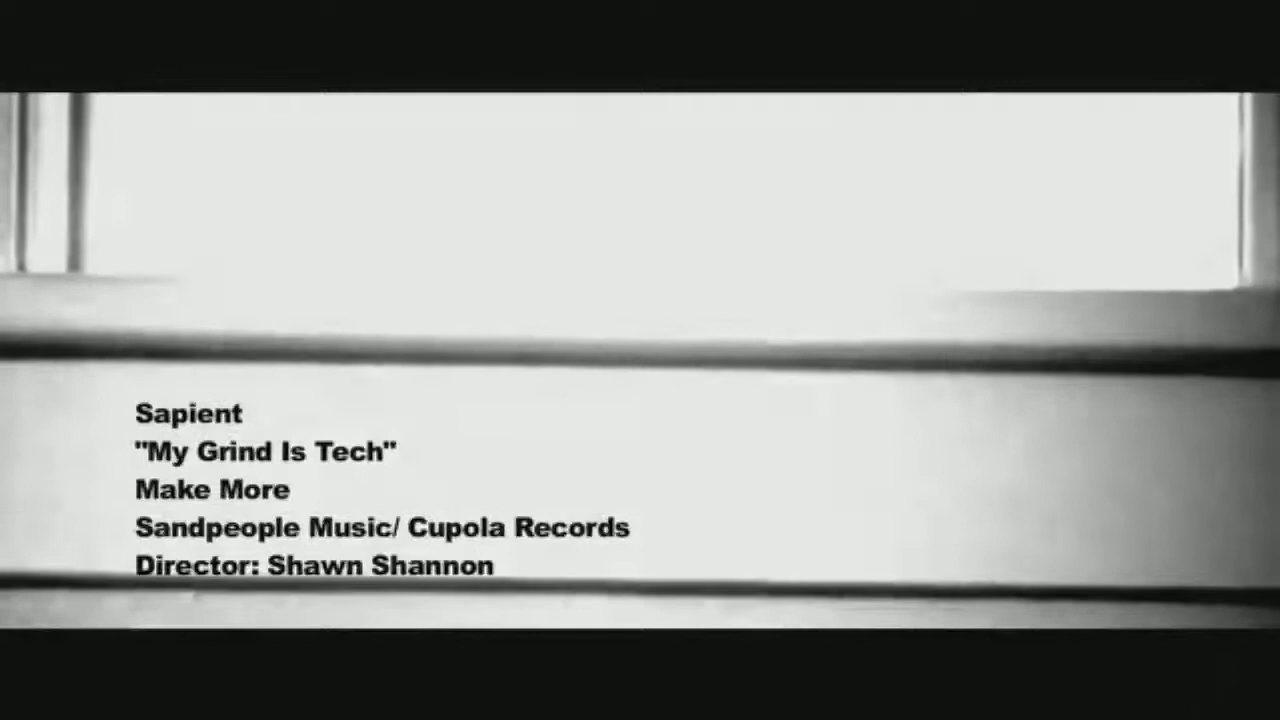 Sapient
"My Grind Is Tech"
Make More
Sandpeople Music/ Cupola Records
Director: Shawn Shannon